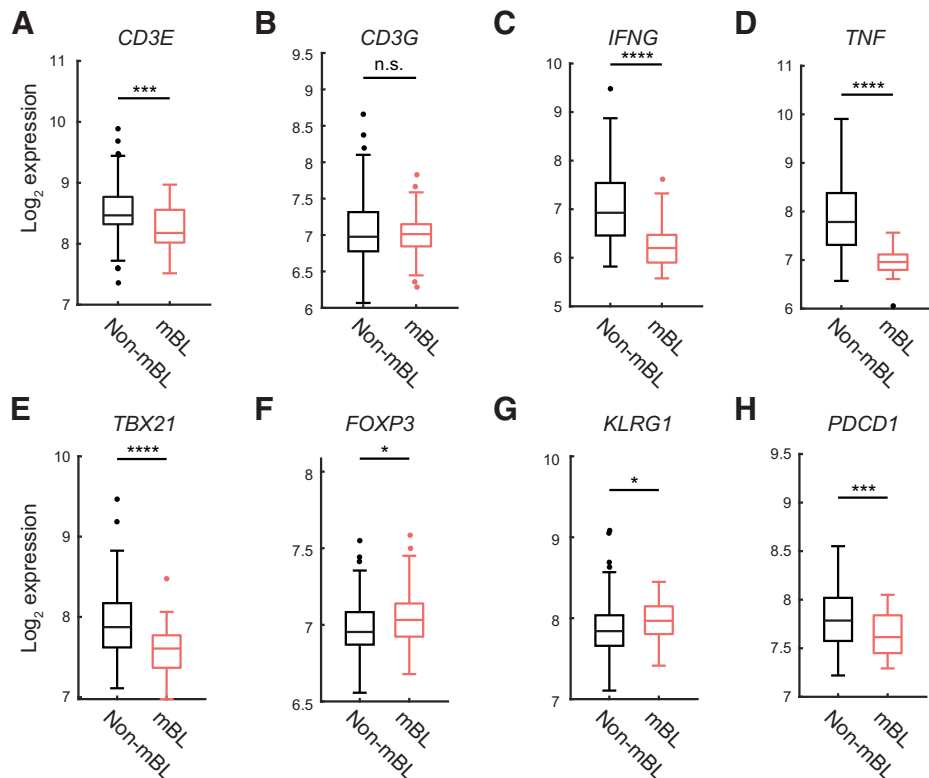 A
CD3E
Log2 expression
11
10
9
8
7
***
Non-mBL
mBL
B
CD3G
9.5
9
8.5
8
7.5
7
6.5
6
n.s.
Non-mBL
mBL
C
IFNG
10
9
8
7
6
5
****
Non-mBL
mBL
D
TNF
11
10
9
8
7
6
****
Non-mBL
mBL
E
TBX21
Log2 expression
10
9
8
7
****
Non-mBL
mBL
F
FOXP3
8
7.5
7
6.5
*
Non-mBL
mBL
G
KLRG1
10
9
8
7
*
Non-mBL
mBL
H
PDCD1
9.5
9
8.5
8
7.5
7
***
Non-mBL
mBL